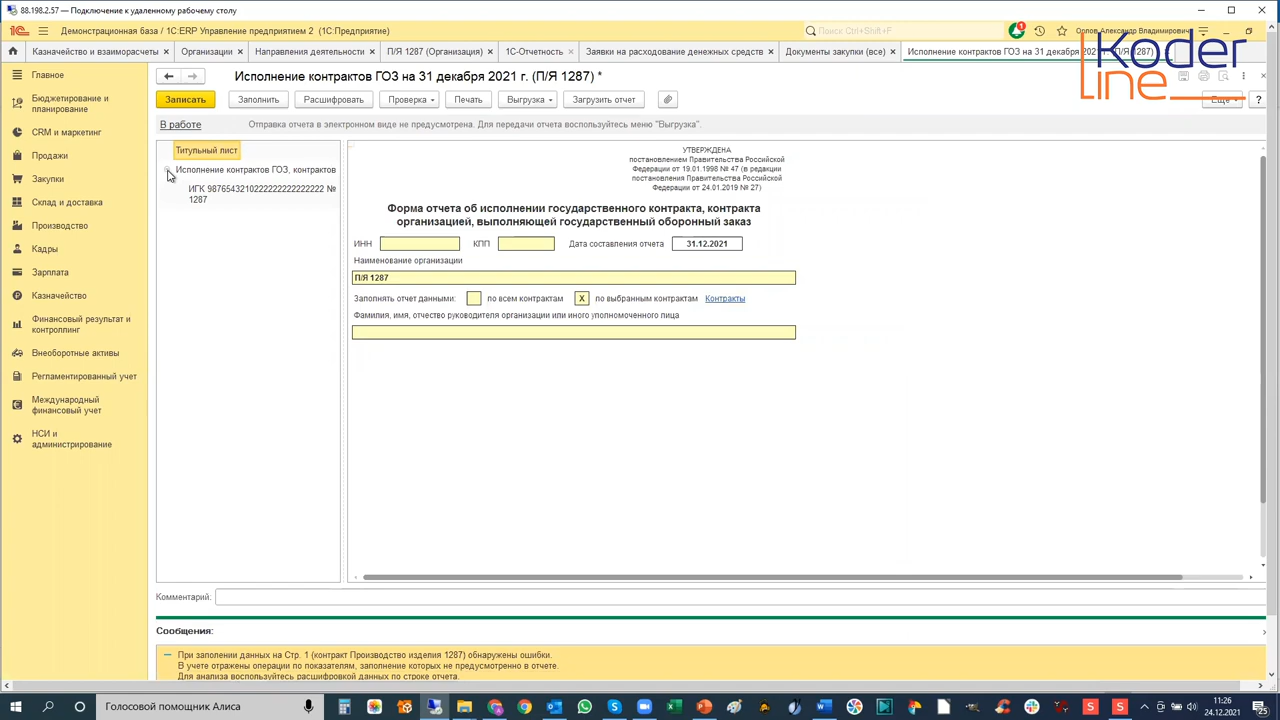 88.198.2.57 — Подключение к удаленному рабочему столу
Демонстрационная база / 1С:ERP Управление предприятием 2 (1С:Предприятие)
Поиск Ctrl+Shift+F
Орлов Александр Владимирович
Казначейство и взаиморасчеты × Организации × Направления деятельности × П/Я 1287 (Организация) × 1С-Отчетность × Заявки на расходование денежных средств × Документы закупки (все) × Исполнение контрактов ГОЗ на 31 декабря 2021 г. (П/Я 1287) ×
Koder
line
Исполнение контрактов ГОЗ на 31 декабря 2021 г. (П/Я 1287) *
Записать Заполнить Расшифровать Проверка Печать Выгрузка Загрузить отчет Еще ?
В работе Отправка отчета в электронном виде не предусмотрена. Для передачи отчета воспользуйтесь меню "Выгрузка".
Главное
Бюджетирование и
планирование
CRM и маркетинг
Продажи
Закупки
Склад и доставка
Производство
Кадры
Зарплата
Казначейство
Финансовый результат и
контроллинг
Внеоборотные активы
Регламентированный учет
Международный
финансовый учет
НСИ и
администрирование
Титульный лист
Исполнение контрактов ГОЗ, контрактов
№
1287
УТВЕРЖДЕНА
постановлением Правительства Российской
Федерации от 19.01.1998 № 47 (в редакции
постановления Правительства Российской
Федерации от 24.01.2019 № 27)
Форма отчета об исполнении государственного контракта, контракта
организацией, выполняющей государственный оборонный заказ
ИНН КПП Дата составления отчета 31.12.2021
Наименование организации
П/Я 1287
Заполнять отчет данными: по всем контрактам X по выбранным контрактам Контракты
Фамилия, имя, отчество руководителя организации или иного уполномоченного лица
Комментарий:
Сообщения:
При заполнении данных на Стр. 1 (контракт Производство изделия 1287) обнаружены ошибки.
В учете отражены операции по показателям, заполнение которых не предусмотрено в отчете.
Для анализа воспользуйтесь расшифровкой данных по строке отчета.
Голосовой помощник Алиса
11:26
24.12.2021